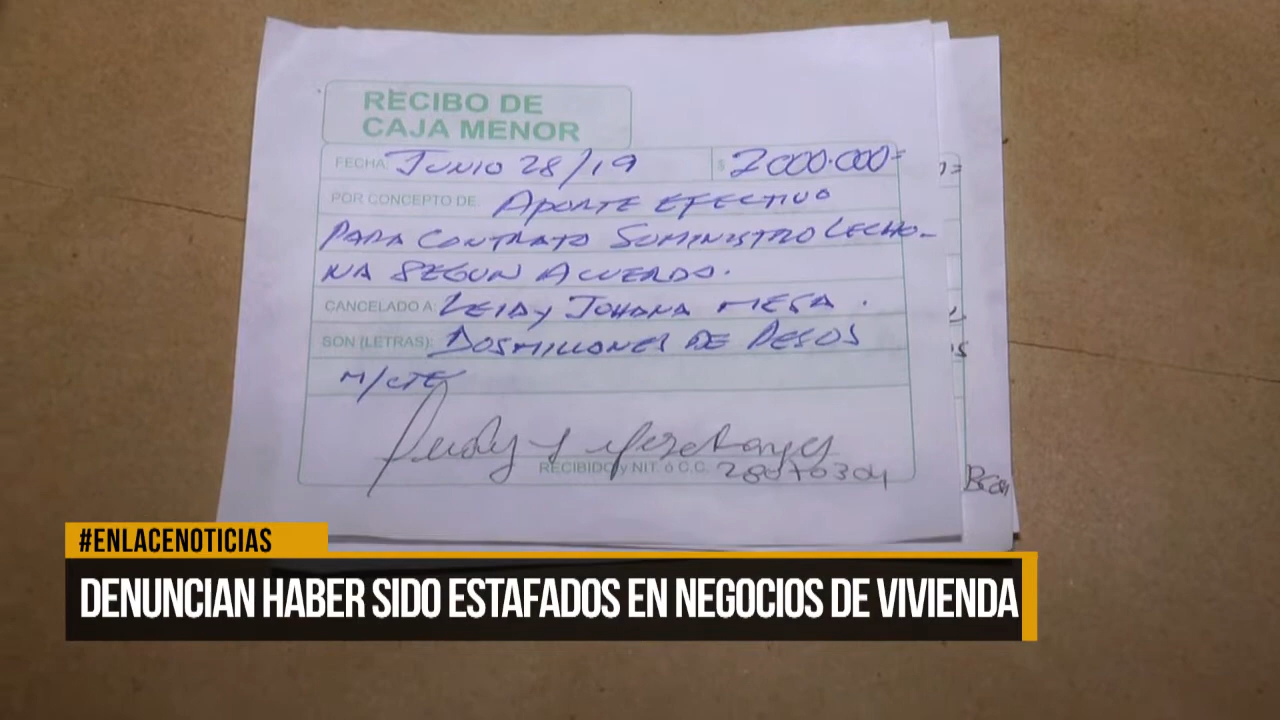 RECIBO DE
CAJA MENOR
FECHA: JUNIO 28/19 $ 2000.000=
POR CONCEPTO DE: APORTE EFECTIVO
PARA CONTRATO SUMINISTRO LECHO-
NA SEGUN ACUERDO.
CANCELADO A: LEIDY JOHANA MESA.
SON (LETRAS): DOSMILLONES DE PESOS
M/CTE
RECIBIDO y NIT. ó C.C.
#ENLACENOTICIAS
DENUNCIAN HABER SIDO ESTAFADOS EN NEGOCIOS DE VIVIENDA